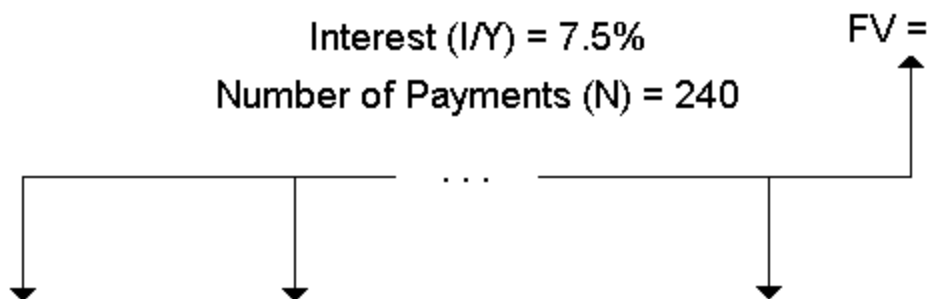 Interest (I/Y) = 7.5%
FV =
Number of Payments (N) = 240
. . .